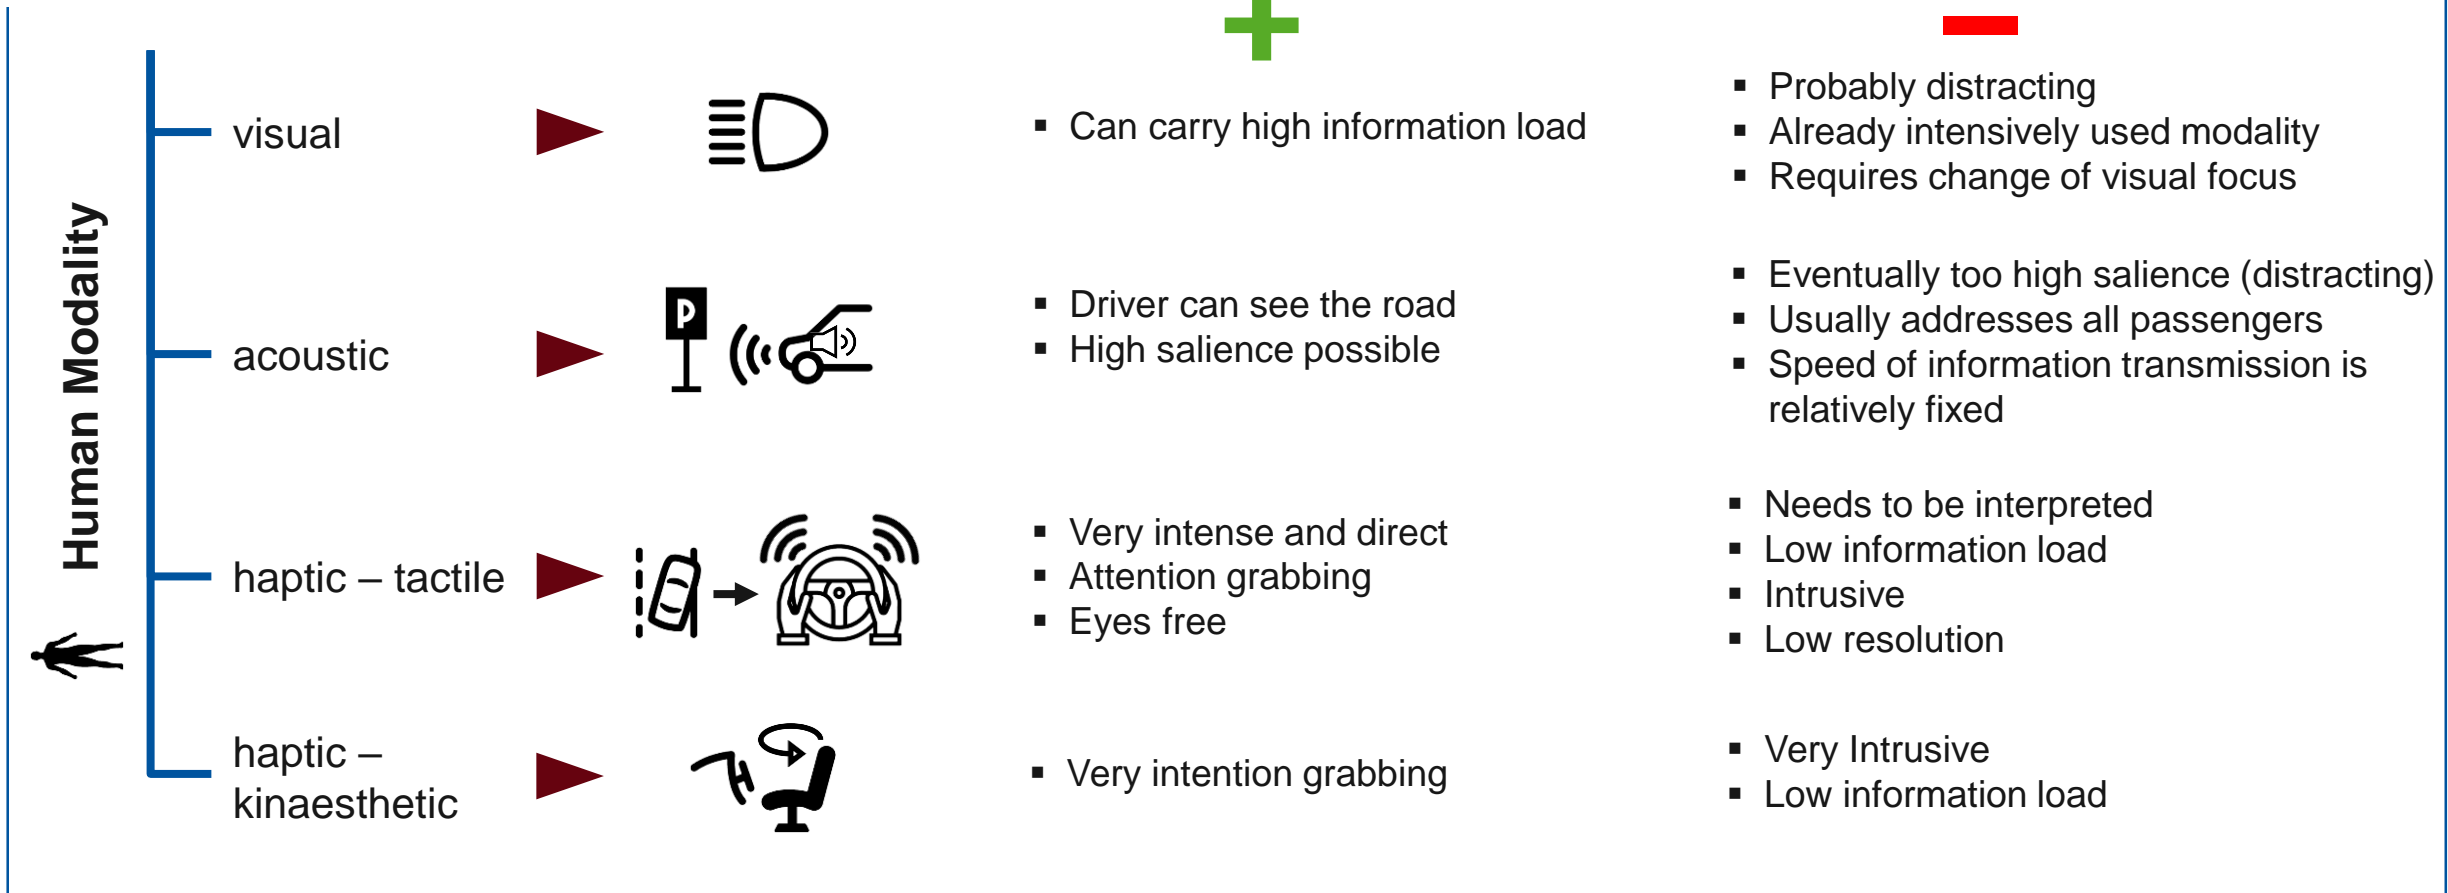 Human Modality
visual
▪ Can carry high information load
▪ Probably distracting
▪ Already intensively used modality
▪ Requires change of visual focus
acoustic
P
▪ Driver can see the road
▪ High salience possible
▪ Eventually too high salience (distracting)
▪ Usually addresses all passengers
▪ Speed of information transmission is
relatively fixed
haptic – tactile
▪ Very intense and direct
▪ Attention grabbing
▪ Eyes free
▪ Needs to be interpreted
▪ Low information load
▪ Intrusive
▪ Low resolution
haptic –
kinaesthetic
▪ Very intention grabbing
▪ Very Intrusive
▪ Low information load